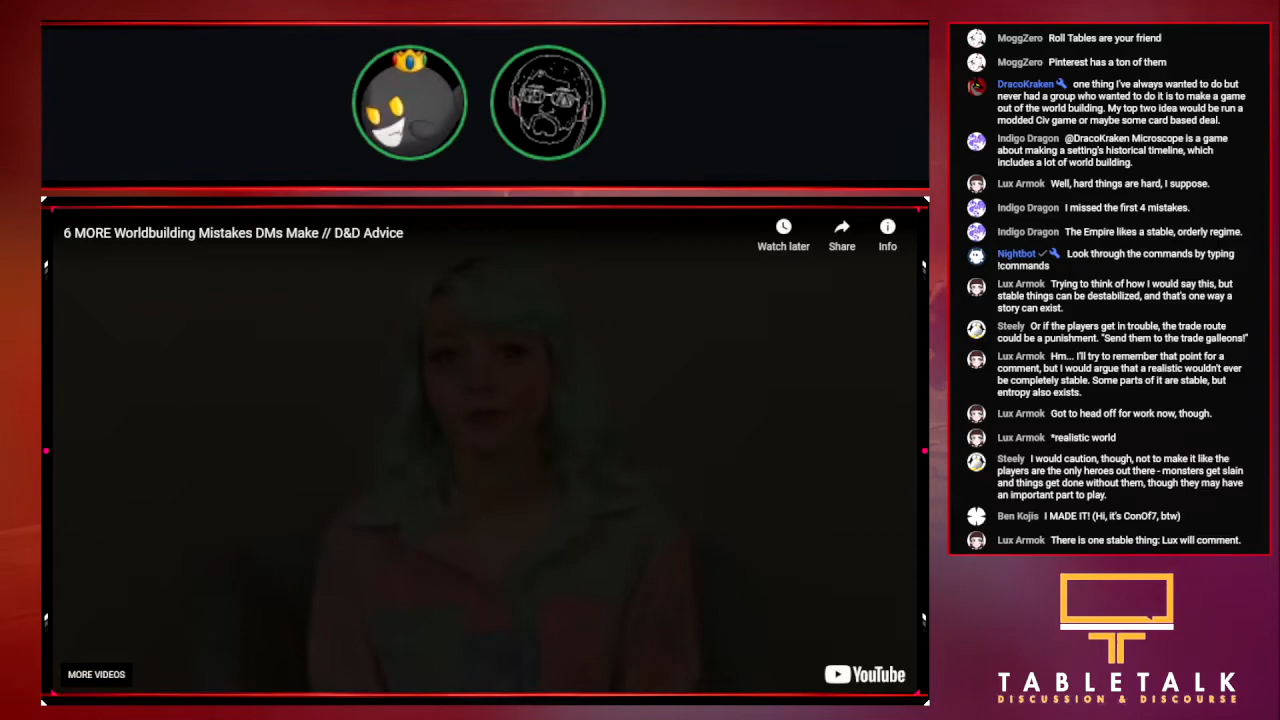 6 MORE Worldbuilding Mistakes DMs Make // D&D Advice
Watch later
Share
Info
MORE VIDEOS
YouTube
MoggZero Roll Tables are your friend
MoggZero Pinterest has a ton of them
DracoKraken one thing I've always wanted to do but
never had a group who wanted to do it is to make a game
out of the world building. My top two idea would be run a
modded Civ game or maybe some card based deal.
Indigo Dragon @DracoKraken Microscope is a game
about making a setting's historical timeline, which
includes a lot of world building.
Lux Armok Well, hard things are hard, I suppose.
Indigo Dragon I missed the first 4 mistakes.
Indigo Dragon The Empire likes a stable, orderly regime.
Nightbot Look through the commands by typing
!commands
Lux Armok Trying to think of how I would say this, but
stable things can be destabilized, and that's one way a
story can exist.
Steely Or if the players get in trouble, the trade route
could be a punishment. "Send them to the trade galleons!"
Lux Armok Hm... I'll try to remember that point for a
comment, but I would argue that a realistic wouldn't ever
be completely stable. Some parts of it are stable, but
entropy also exists.
Lux Armok Got to head off for work now, though.
Lux Armok *realistic world
Steely I would caution, though, not to make it like the
players are the only heroes out there - monsters get slain
and things get done without them, though they may have
an important part to play.
Ben Kojis I MADE IT! (Hi, it's ConOf7, btw)
Lux Armok There is one stable thing: Lux will comment.
TABLETALK
DISCUSSION & DISCOURSE